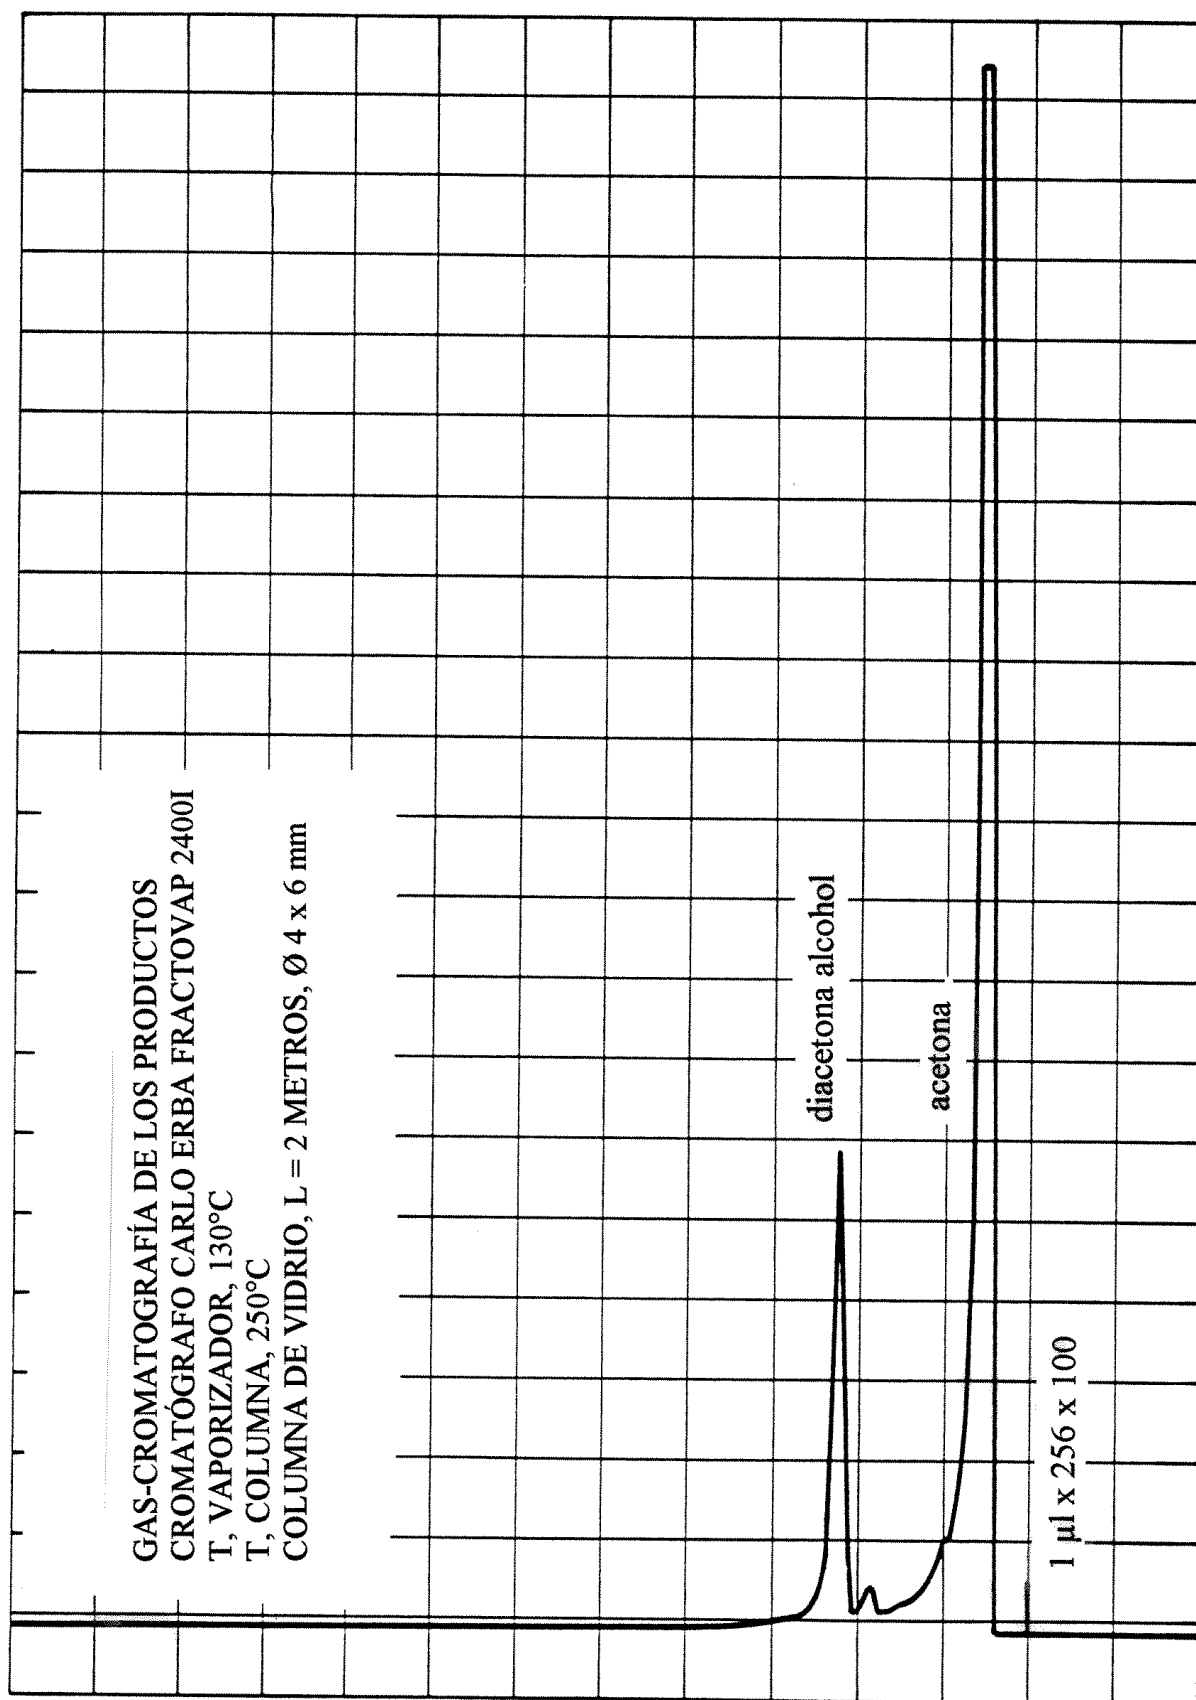 GAS-CROMATOGRAFÍA DE LOS PRODUCTOS
CROMATÓGRAFO CARLO ERBA FRACTOVAP 2400I
T, VAPORIZADOR, 130°C
T, COLUMNA, 250°C
COLUMNA DE VIDRIO, L = 2 METROS, Ø 4 x 6 mm
diacetona alcohol
acetona
1 µl x 256 x 100